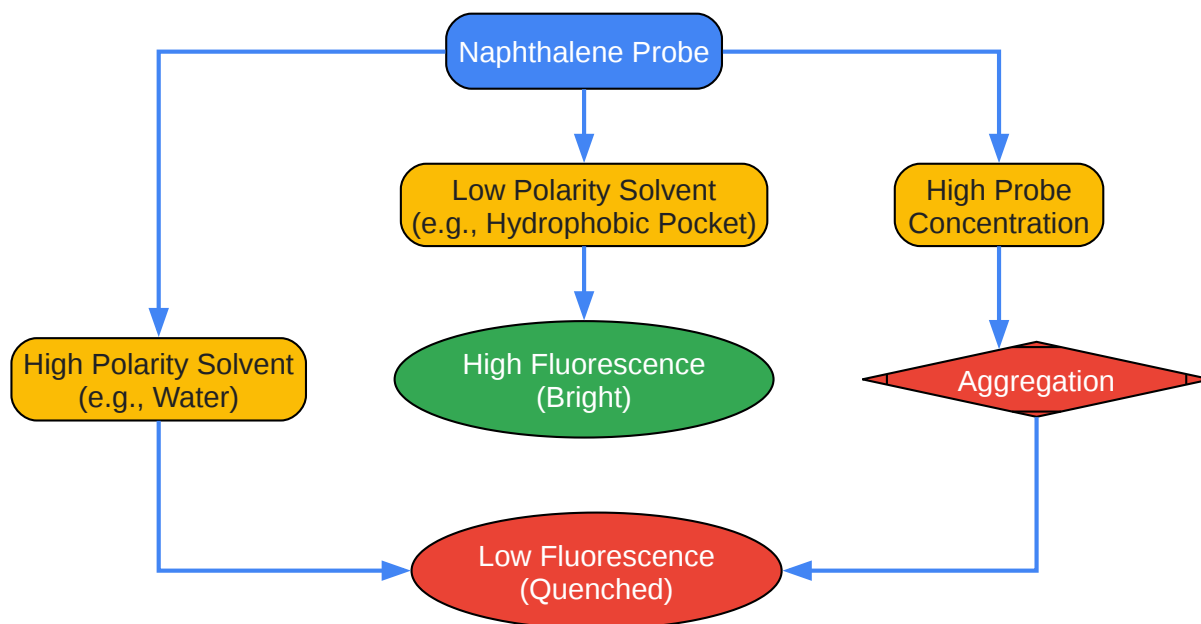 Naphthalene Probe
Low Polarity Solvent
(e.g., Hydrophobic Pocket)
High Probe
Concentration
High Polarity Solvent
(e.g., Water)
High Fluorescence
(Bright)
Aggregation
Low Fluorescence
(Quenched)